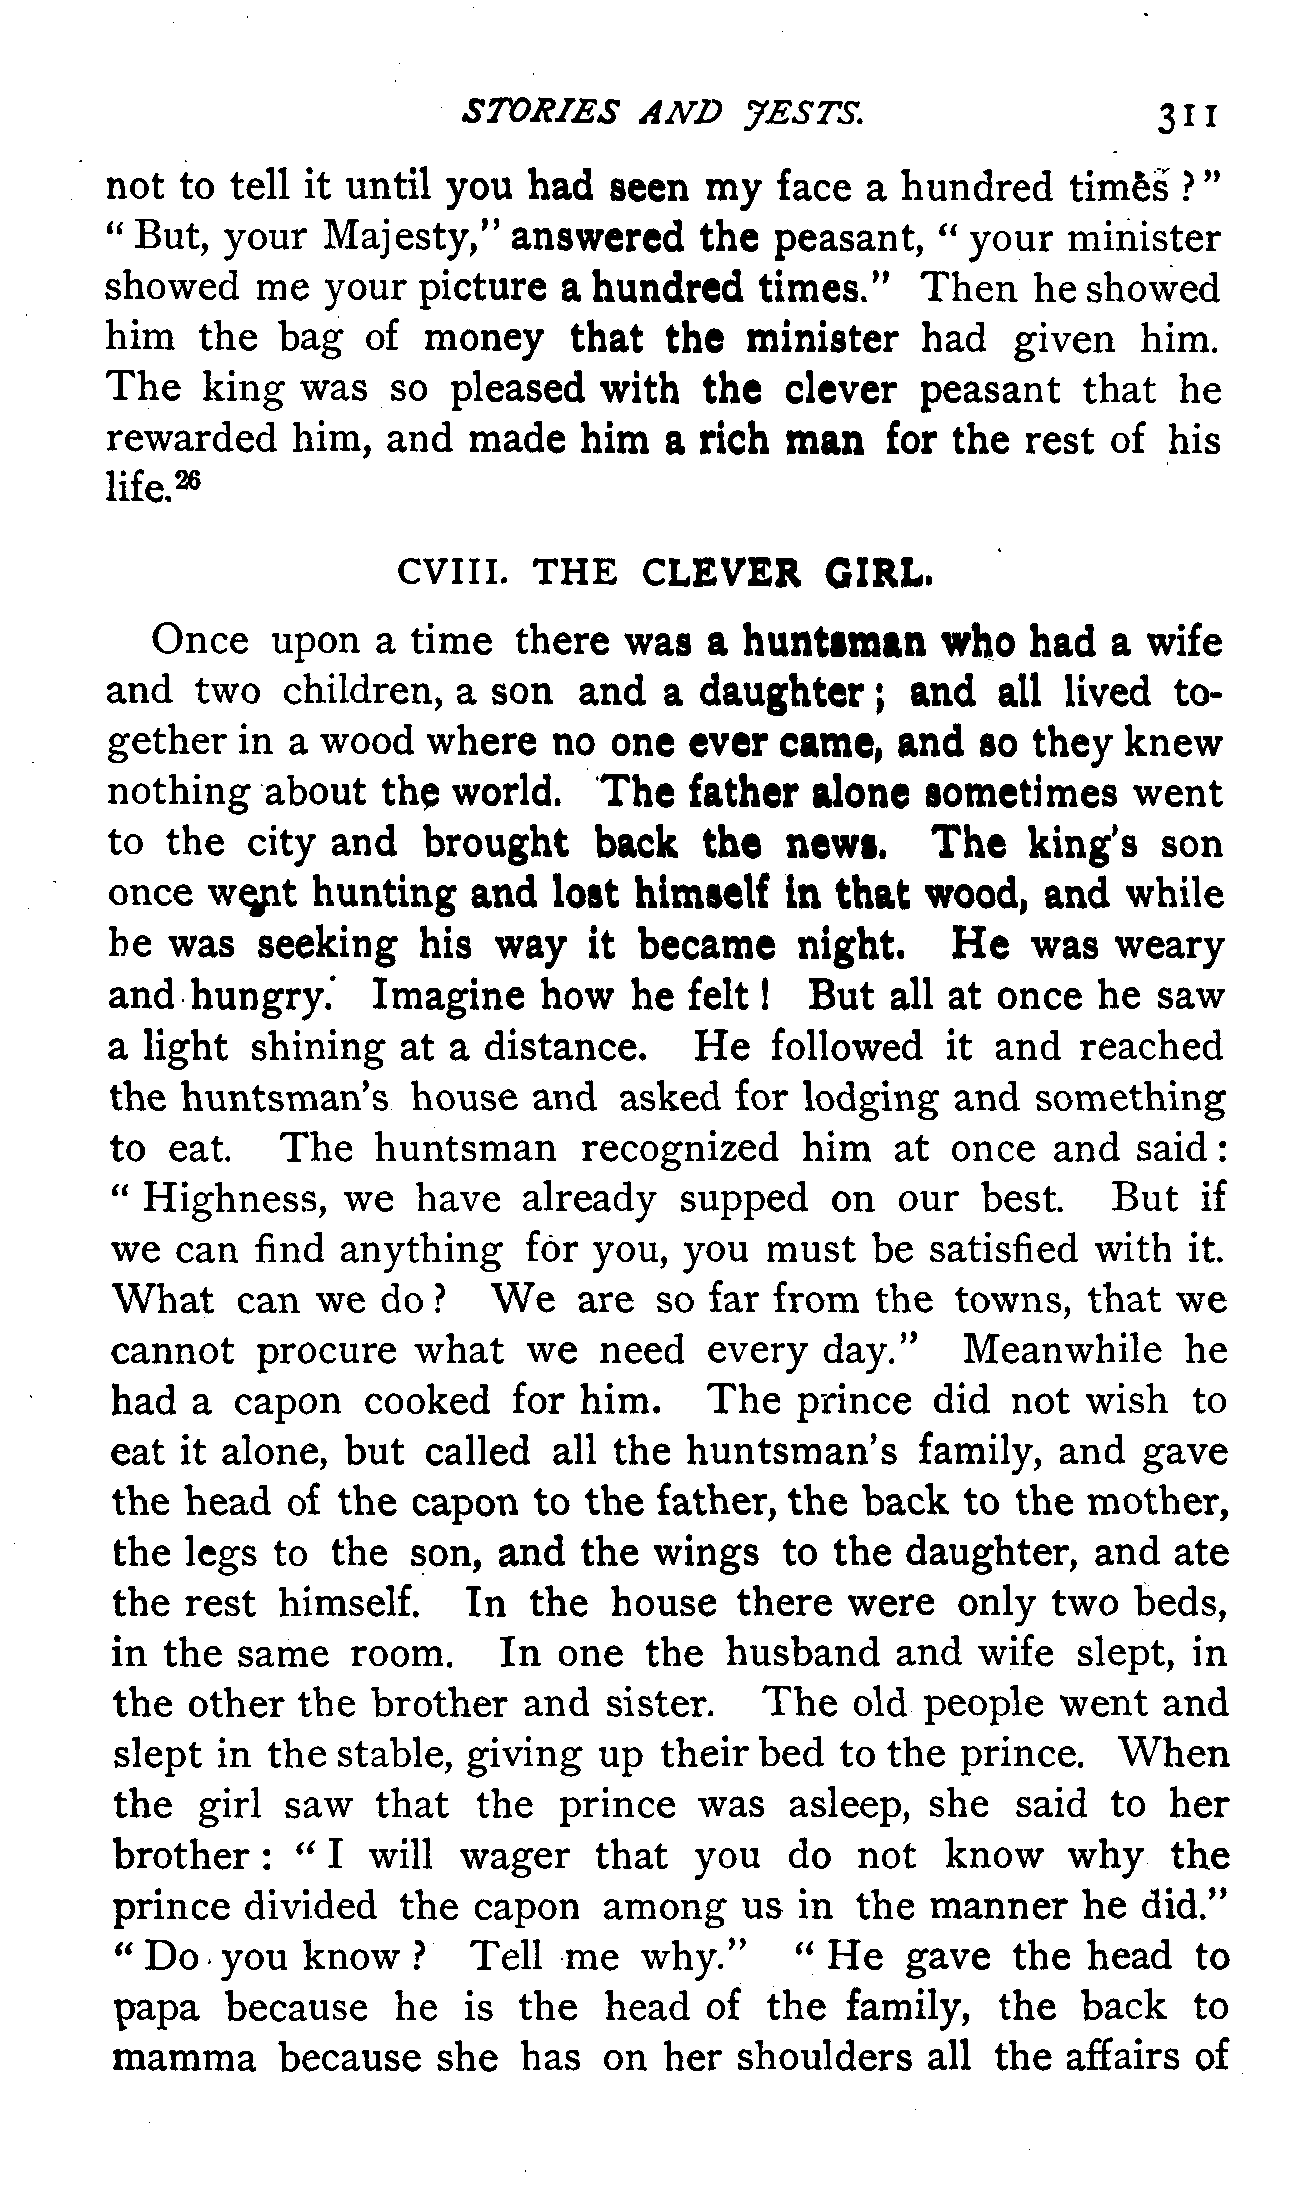 STORIES AND JESTS. 311
not to tell it until you had seen my face a hundred times?"
"But, your Majesty," answered the peasant, "your minister
showed me your picture a hundred times." Then he showed
him the bag of money that the minister had given him.
The king was so pleased with the clever peasant that he
rewarded him, and made him a rich man for the rest of his
life.²⁶
CVIII. THE CLEVER GIRL.
Once upon a time there was a huntsman who had a wife
and two children, a son and a daughter; and all lived to-
gether in a wood where no one ever came, and so they knew
nothing about the world. The father alone sometimes went
to the city and brought back the news. The king's son
once went hunting and lost himself in that wood, and while
he was seeking his way it became night. He was weary
and hungry. Imagine how he felt! But all at once he saw
a light shining at a distance. He followed it and reached
the huntsman's house and asked for lodging and something
to eat. The huntsman recognized him at once and said:
"Highness, we have already supped on our best. But if
we can find anything for you, you must be satisfied with it.
What can we do? We are so far from the towns, that we
cannot procure what we need every day." Meanwhile he
had a capon cooked for him. The prince did not wish to
eat it alone, but called all the huntsman's family, and gave
the head of the capon to the father, the back to the mother,
the legs to the son, and the wings to the daughter, and ate
the rest himself. In the house there were only two beds,
in the same room. In one the husband and wife slept, in
the other the brother and sister. The old people went and
slept in the stable, giving up their bed to the prince. When
the girl saw that the prince was asleep, she said to her
brother: "I will wager that you do not know why the
prince divided the capon among us in the manner he did."
"Do you know? Tell me why." "He gave the head to
papa because he is the head of the family, the back to
mamma because she has on her shoulders all the affairs of